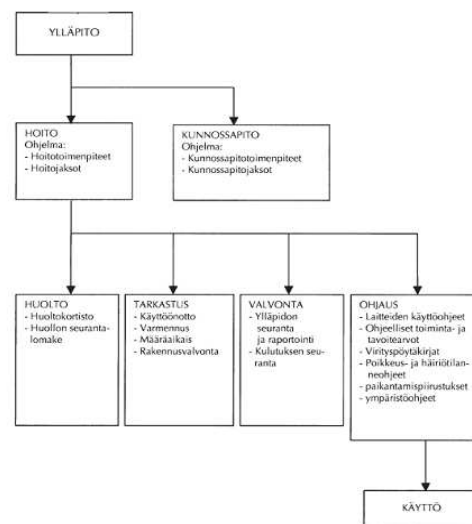 YLLÄPITO
HOITO
Ohjelma:
- Hoitotoimenpiteet
- Hoitojaksot
KUNNOSSAPITO
Ohjelma:
- Kunnossapitotoimenpiteet
- Kunnossapitojaksot
HUOLTO
- Huoltokortisto
- Huollon seuranta-
lomake
TARKASTUS
- Käyttöönotto
- Varmennus
- Määräaikais
- Rakennusvalvonta
VALVONTA
- Ylläpidon
seuranta
ja raportointi
- Kulutuksen seu-
ranta
OHJAUS
- Laitteiden käyttöohjeet
- Ohjeelliset toiminta- ja
tavoitearvot
- Virityspöytäkirjat
- Poikkeus- ja häiriötilan-
neohjeet
- paikantamispiirustukset
- ympäristöohjeet
KÄYTTÖ